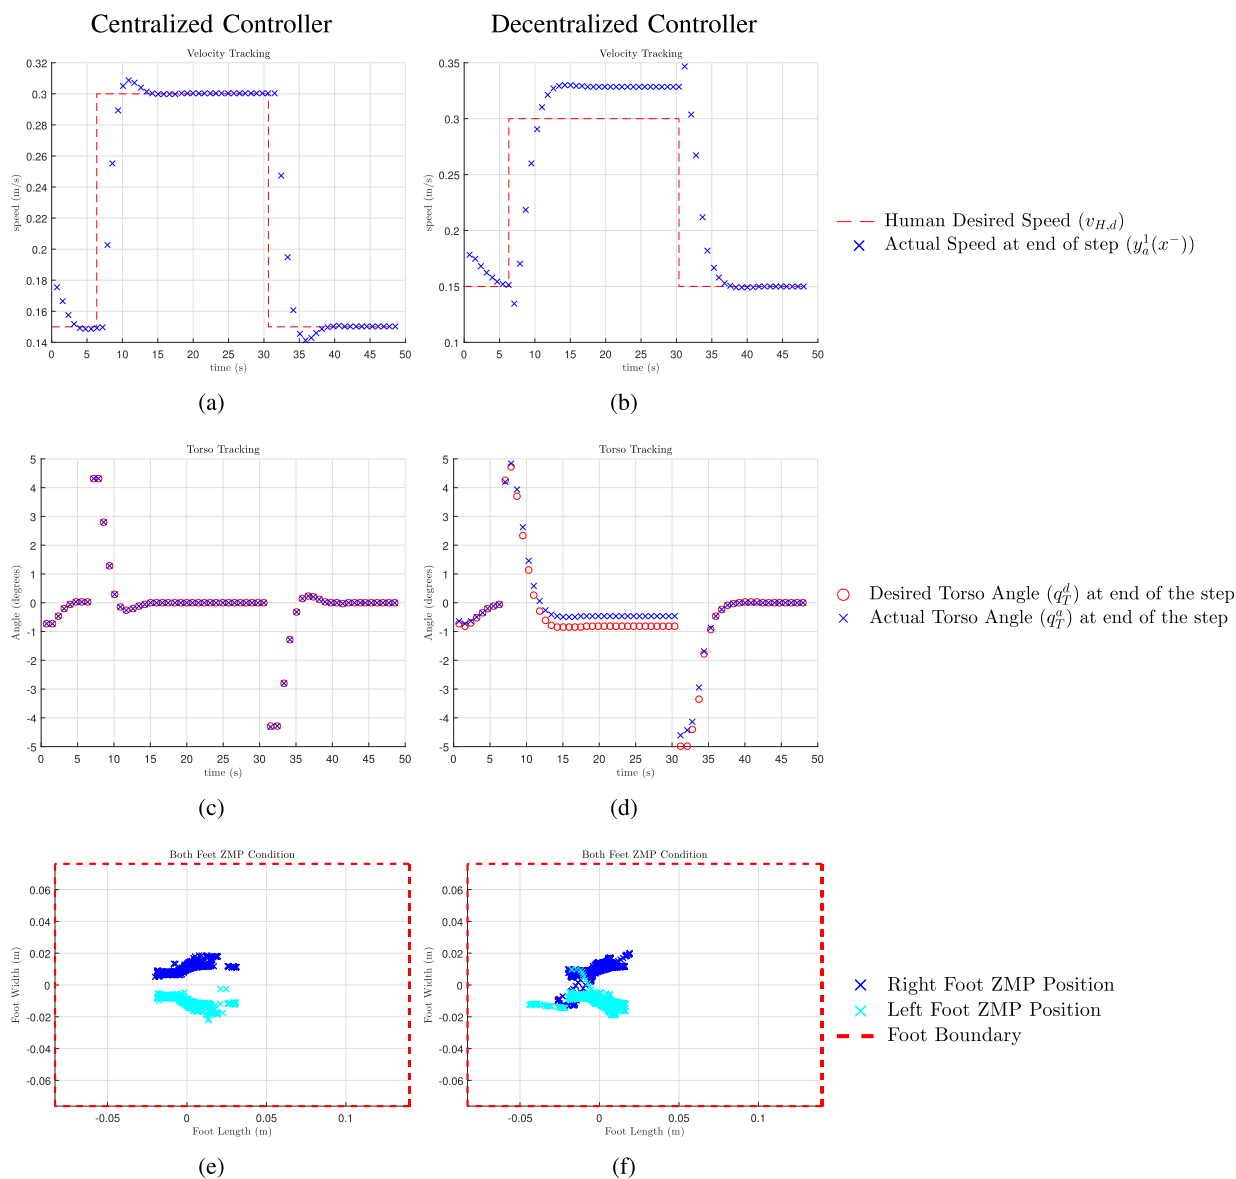 Centralized Controller
Decentralized Controller
Velocity Tracking
0.32
0.3
0.28
0.26
0.24
0.22
0.2
0.18
0.16
0.14
speed (m/s)
0 5 10 15 20 25 30 35 40 45 50
time (s)
(a)
Velocity Tracking
0.35
0.3
0.25
0.2
0.15
0.1
speed (m/s)
0 5 10 15 20 25 30 35 40 45 50
time (s)
(b)
Human Desired Speed (v_{H,d})
Actual Speed at end of step (y_a^1(x^-))
Torso Tracking
5
4
3
2
1
0
-1
-2
-3
-4
-5
Angle (degrees)
0 5 10 15 20 25 30 35 40 45 50
time (s)
(c)
Torso Tracking
5
4
3
2
1
0
-1
-2
-3
-4
-5
Angle (degrees)
0 5 10 15 20 25 30 35 40 45 50
time (s)
(d)
Desired Torso Angle (q_T^d) at end of the step
Actual Torso Angle (q_T^a) at end of the step
Both Feet ZMP Condition
0.06
0.04
0.02
0
-0.02
-0.04
-0.06
Foot Width (m)
-0.05 0 0.05 0.1
Foot Length (m)
(e)
Both Feet ZMP Condition
0.06
0.04
0.02
0
-0.02
-0.04
-0.06
Foot Width (m)
-0.05 0 0.05 0.1
Foot Length (m)
(f)
Right Foot ZMP Position
Left Foot ZMP Position
Foot Boundary